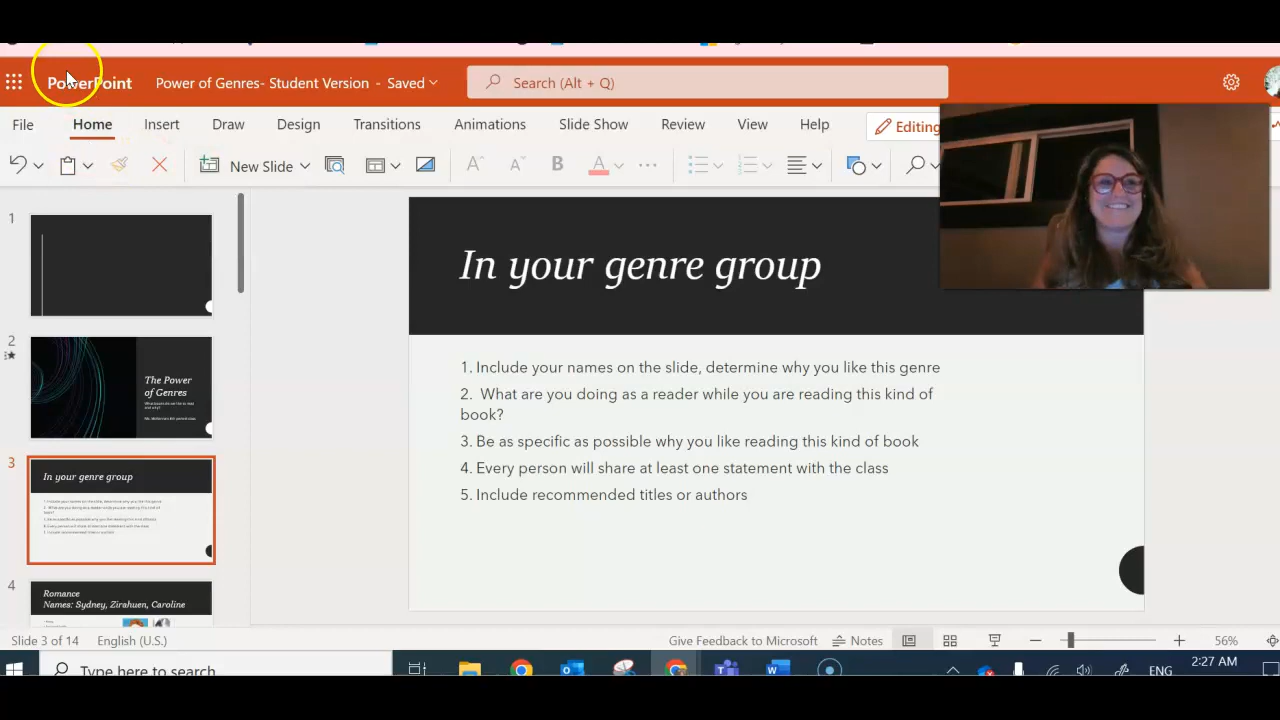 PowerPoint Power of Genres- Student Version - Saved Search (Alt + Q)
File Home Insert Draw Design Transitions Animations Slide Show Review View Help Editing
New Slide A A B A
1
2
The Power
of Genres
3
In your genre group
4
Romance
Names: Sydney, Zirahuen, Caroline
In your genre group
1. Include your names on the slide, determine why you like this genre
2. What are you doing as a reader while you are reading this kind of
book?
3. Be as specific as possible why you like reading this kind of book
4. Every person will share at least one statement with the class
5. Include recommended titles or authors
Slide 3 of 14 English (U.S.) Give Feedback to Microsoft Notes 56%
Type here to search ENG 2:27 AM